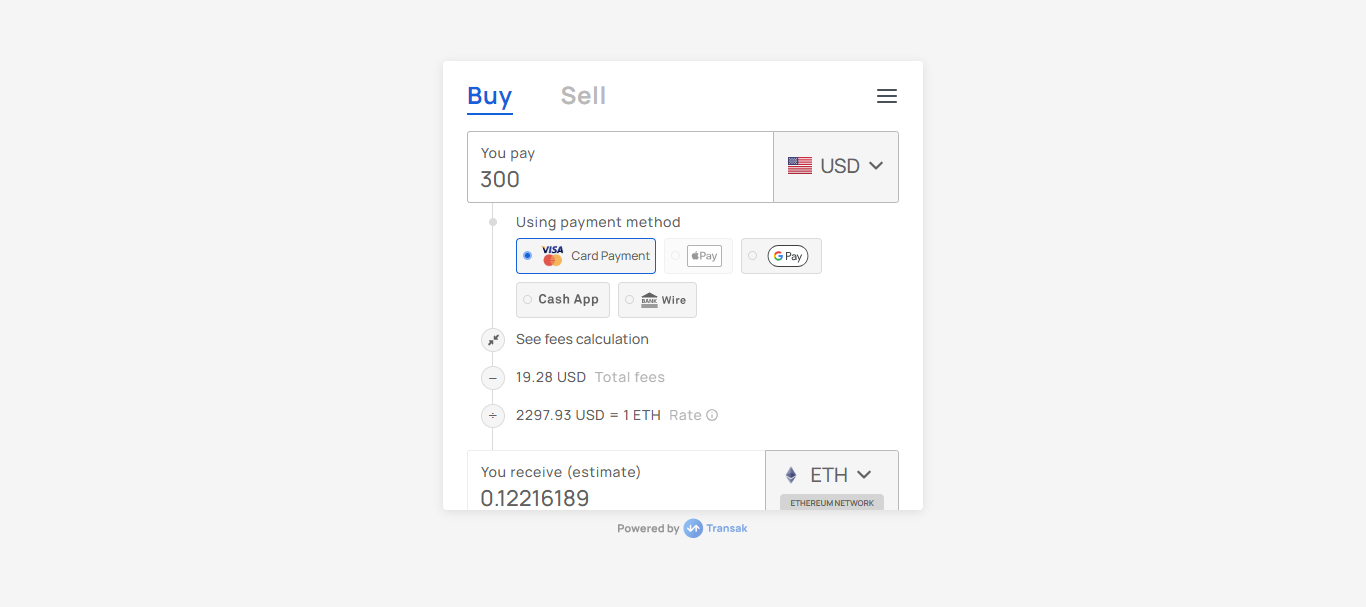 Buy Sell
You pay
300
USD
Using payment method
VISA Card Payment
Pay
G Pay
Cash App
BANK Wire
See fees calculation
− 19.28 USD Total fees
÷ 2297.93 USD = 1 ETH Rate
You receive (estimate)
0.12216189
ETH
ETHEREUM NETWORK
Powered by Transak